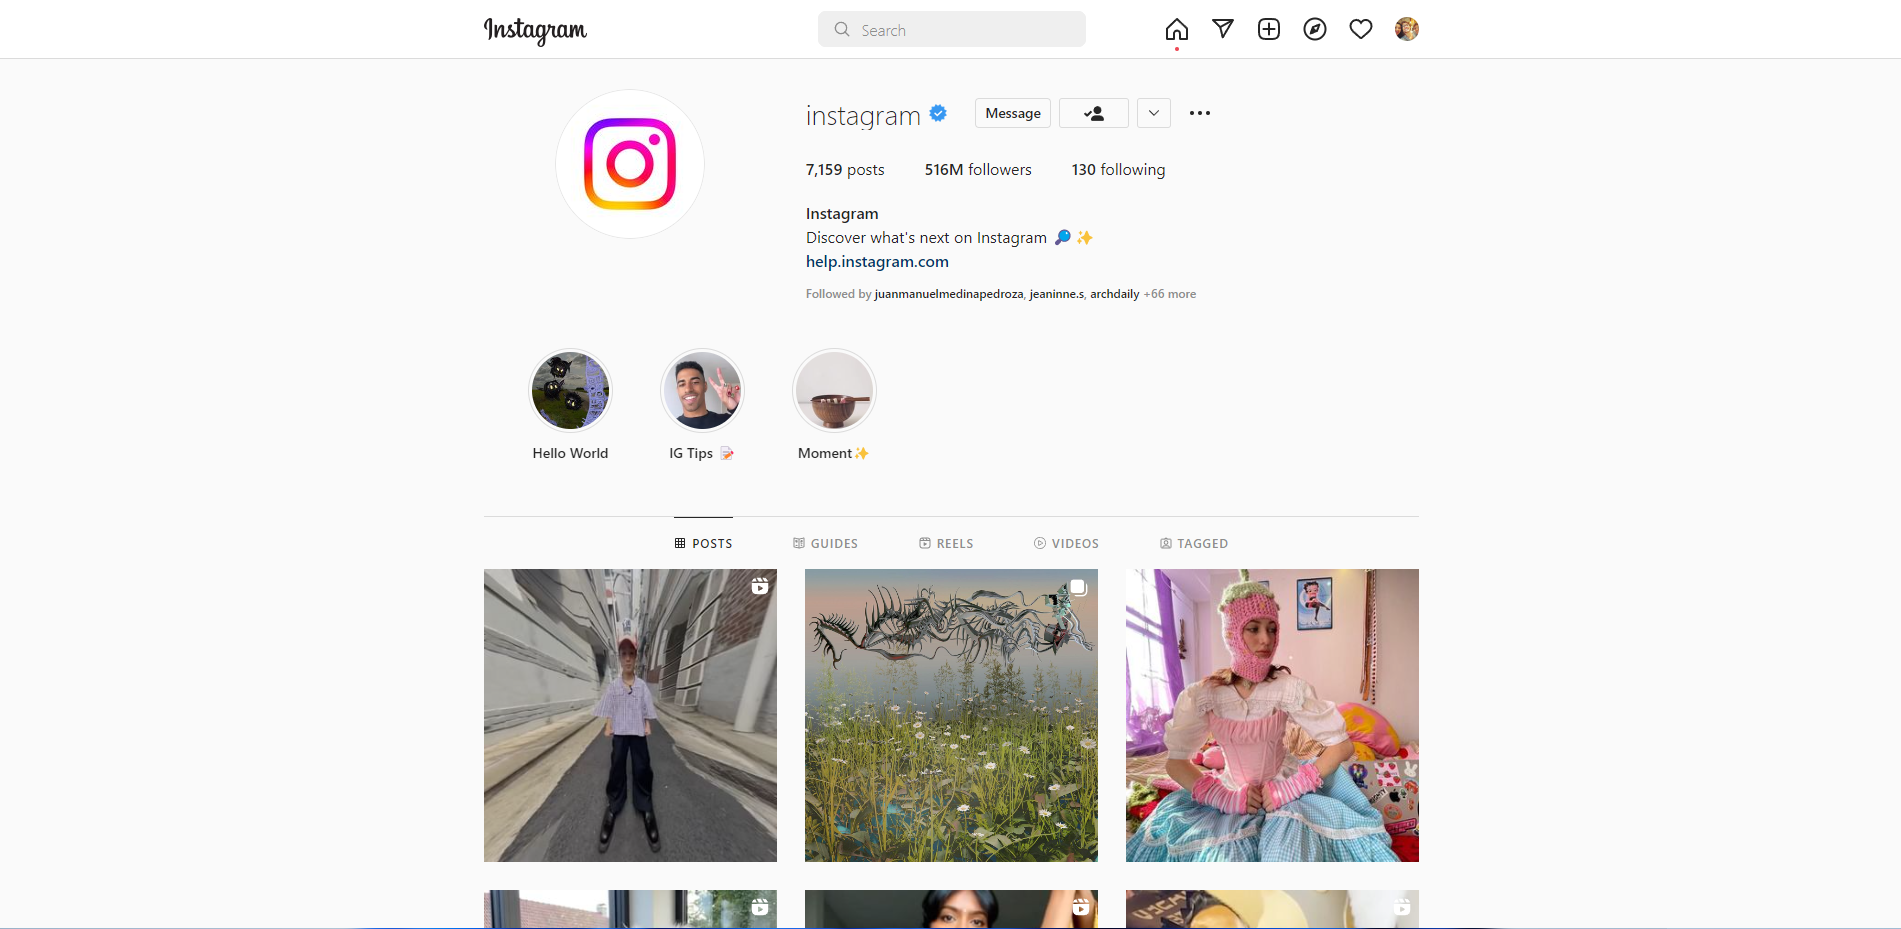 Instagram
Search
instagram
Message
7,159 posts 516M followers 130 following
Instagram
Discover what's next on Instagram 🔎✨
help.instagram.com
Followed by juanmanuelmedinapedroza, jeaninne.s, archdaily +66 more
Hello World IG Tips 📝 Moment✨
POSTS GUIDES REELS VIDEOS TAGGED